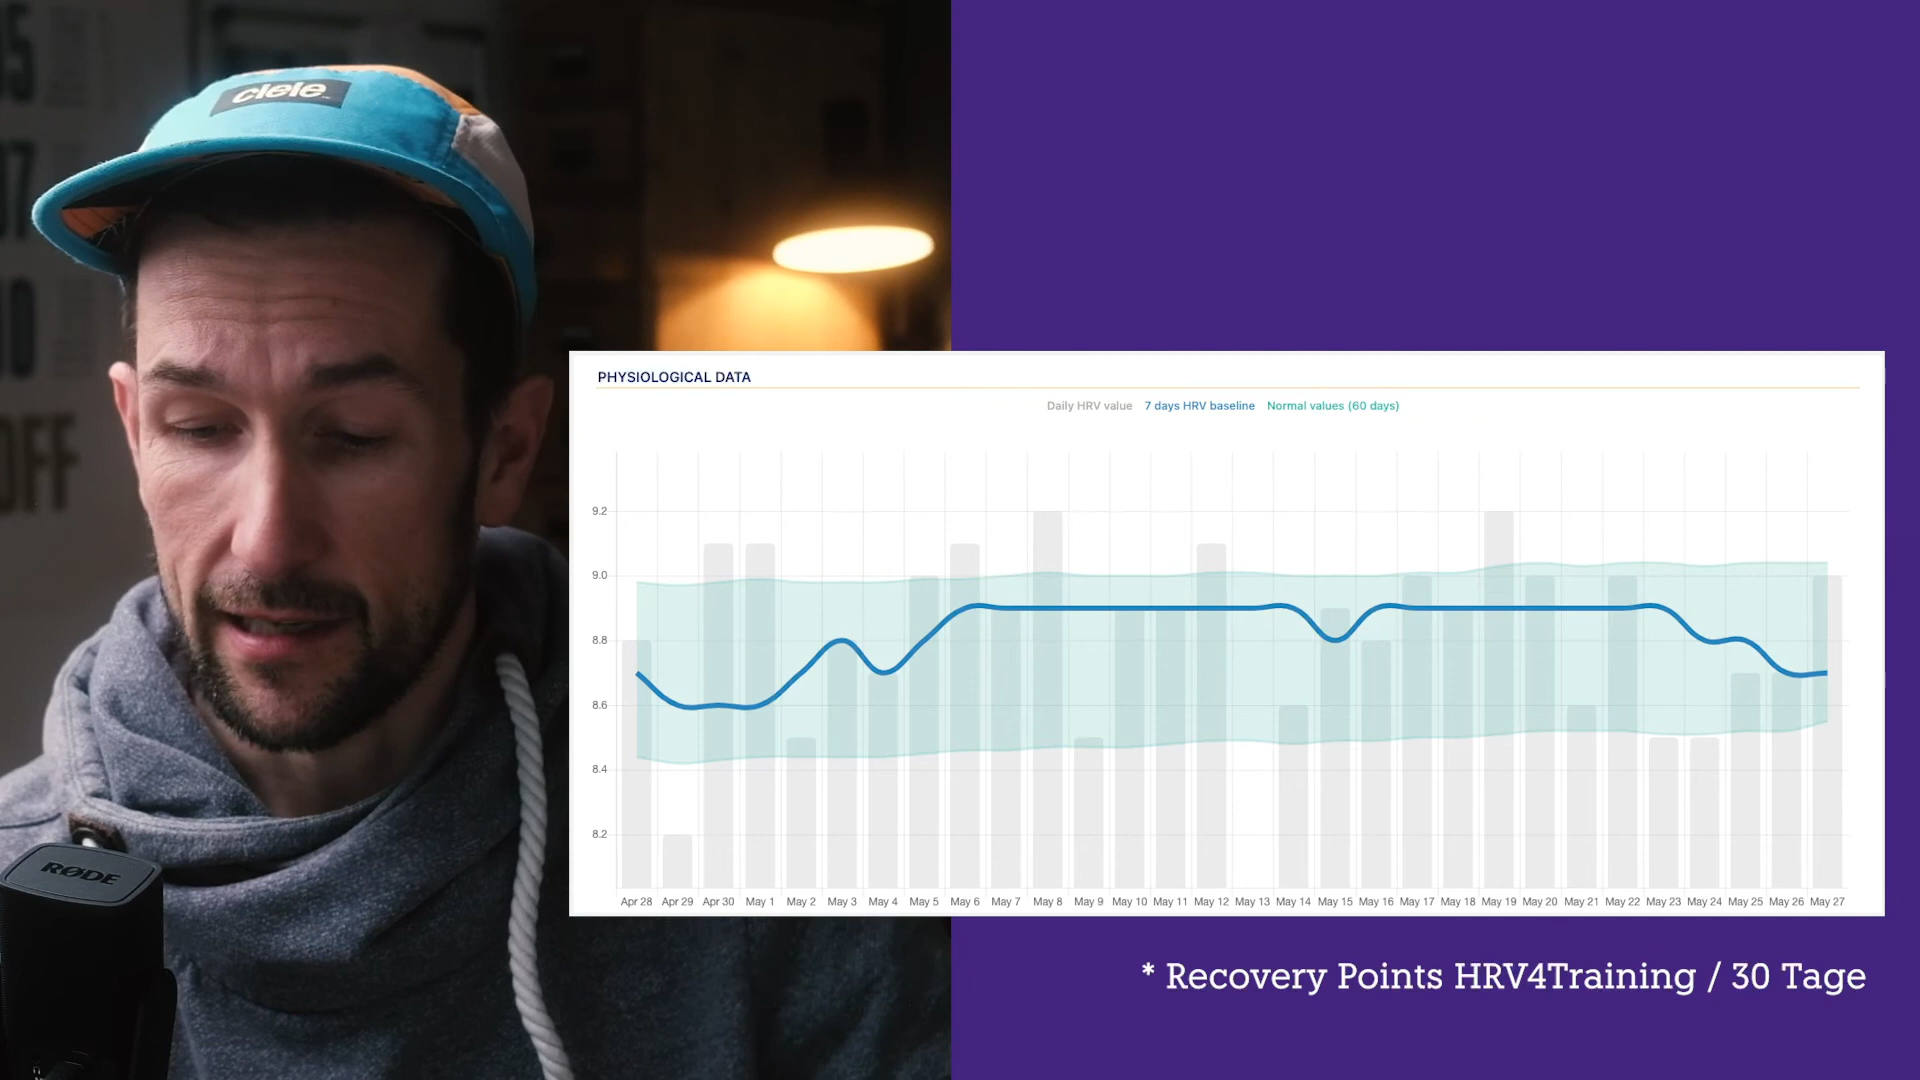 ciele
OFF
RØDE
PHYSIOLOGICAL DATA
Daily HRV value 7 days HRV baseline Normal values (60 days)
9.2
9.0
8.8
8.6
8.4
8.2
Apr 28 Apr 29 Apr 30 May 1 May 2 May 3 May 4 May 5 May 6 May 7 May 8 May 9 May 10 May 11 May 12 May 13 May 14 May 15 May 16 May 17 May 18 May 19 May 20 May 21 May 22 May 23 May 24 May 25 May 26 May 27
* Recovery Points HRV4Training / 30 Tage